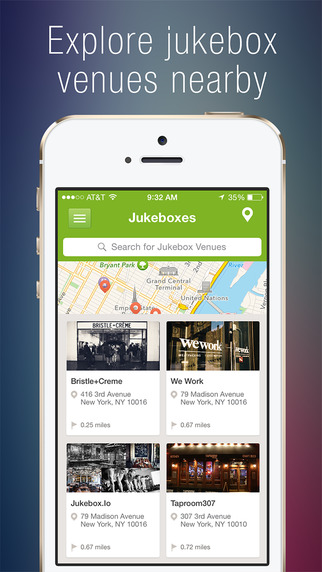 Explore jukebox
venues nearby
AT&T
9:32 AM
35%
Jukeboxes
Search for Jukebox Venues
Bryant Park
River
Grand Central
Terminal
United Nations
BRISTLE+CREME
wework
we rk
Bristle+Creme
416 3rd Avenue
New York, NY 10016
0.25 miles
We Work
79 Madison Avenue
New York, NY 10016
0.67 miles
Jukebox.Io
79 Madison Avenue
New York, NY 10016
0.67 miles
Taproom307
307 3rd Avenue
New York, NY 10010
0.72 miles